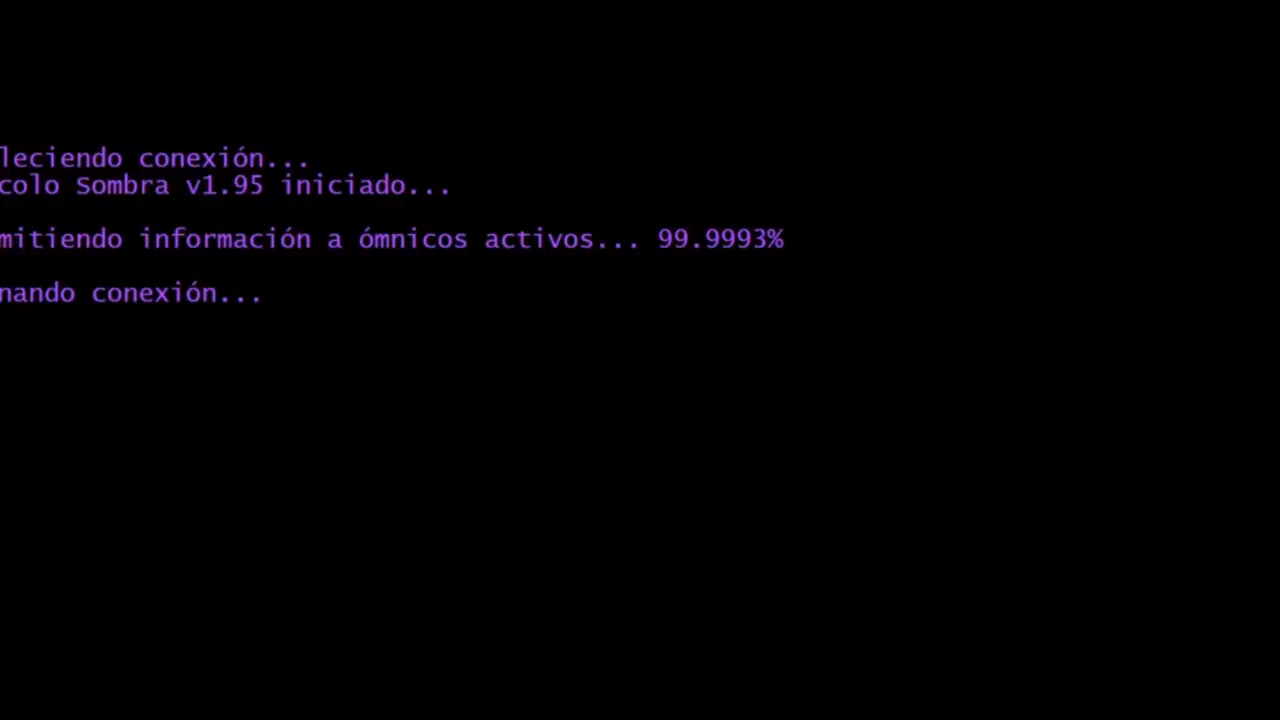 leciendo conexión...
colo Sombra v1.95 iniciado...
mitiendo información a ómnicos activos... 99.9993%
nando conexión...